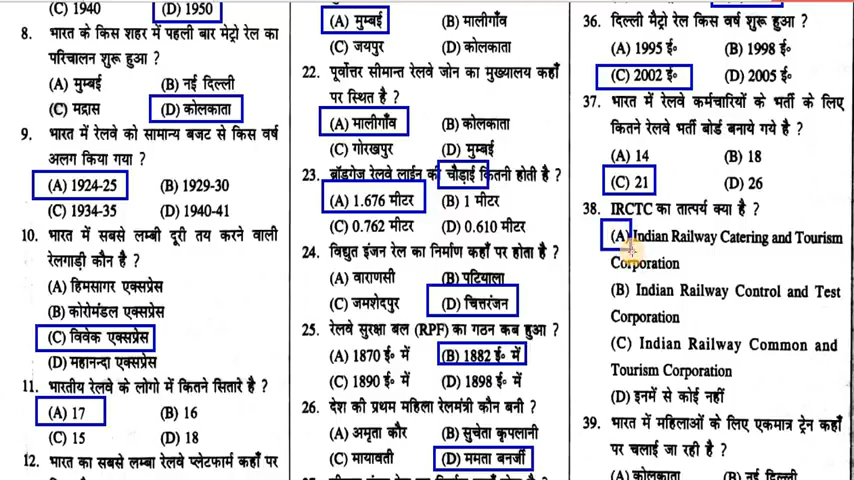 (C) 1940 (D) 1950
8. भारत के किस शहर में पहली बार मेट्रो रेल का
परिचालन शुरू हुआ ?
(A) मुम्बई (B) नई दिल्ली
(C) मद्रास (D) कोलकाता
9. भारत में रेलवे को सामान्य बजट से किस वर्ष
अलग किया गया ?
(A) 1924-25 (B) 1929-30
(C) 1934-35 (D) 1940-41
10. भारत में सबसे लम्बी दूरी तय करने वाली
रेलगाड़ी कौन है ?
(A) हिमसागर एक्सप्रेस
(B) कोरोमंडल एक्सप्रेस
(C) विवेक एक्सप्रेस
(D) महानन्दा एक्सप्रेस
11. भारतीय रेलवे के लोगो में कितने सितारे है ?
(A) 17 (B) 16
(C) 15 (D) 18
12. भारत का सबसे लम्बा रेलवे प्लेटफार्म कहाँ पर
(A) मुम्बई (B) मालीगाँव
(C) जयपुर (D) कोलकाता
22. पूर्वोत्तर सीमान्त रेलवे जोन का मुख्यालय कहाँ
पर स्थित है ?
(A) मालीगाँव (B) कोलकाता
(C) गोरखपुर (D) मुम्बई
23. ब्रॉडगेज रेलवे लाईन की चौड़ाई कितनी होती है ?
(A) 1.676 मीटर (B) 1 मीटर
(C) 0.762 मीटर (D) 0.610 मीटर
24. विद्युत इंजन रेल का निर्माण कहाँ पर होता है ?
(A) वाराणसी (B) पटियाला
(C) जमशेदपुर (D) चित्तरंजन
25. रेलवे सुरक्षा बल (RPF) का गठन कब हुआ ?
(A) 1870 ई० में (B) 1882 ई० में
(C) 1890 ई० में (D) 1898 ई० में
26. देश की प्रथम महिला रेलमंत्री कौन बनी ?
(A) अमृता कौर (B) सुचेता कृपलानी
(C) मायावती (D) ममता बनर्जी
36. दिल्ली मैट्रो रेल किस वर्ष शुरू हुआ ?
(A) 1995 ई० (B) 1998 ई०
(C) 2002 ई० (D) 2005 ई०
37. भारत में रेलवे कर्मचारियों के भर्ती के लिए
कितने रेलवे भर्ती बोर्ड बनाये गये है ?
(A) 14 (B) 18
(C) 21 (D) 26
38. IRCTC का तात्पर्य क्या है ?
(A) Indian Railway Catering and Tourism
Corporation
(B) Indian Railway Control and Test
Corporation
(C) Indian Railway Common and
Tourism Corporation
(D) इनमें से कोई नहीं
39. भारत में महिलाओं के लिए एकमात्र ट्रेन कहाँ
पर चलाई जा रही है ?
(A) कोलकाता (B) नई दिल्ली